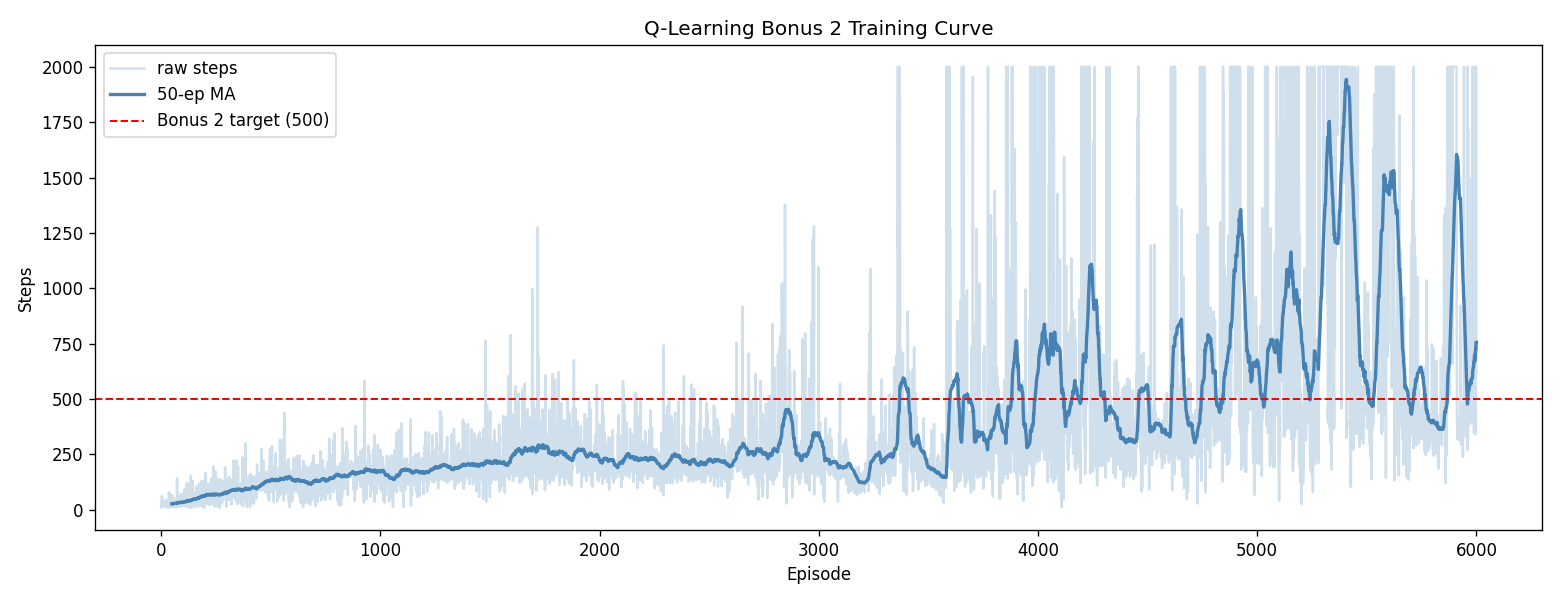 Q-Learning Bonus 2 Training Curve
raw steps
50-ep MA
Bonus 2 target (500)
2000
1750
1500
1250
1000
750
500
250
0
Steps
0 1000 2000 3000 4000 5000 6000
Episode